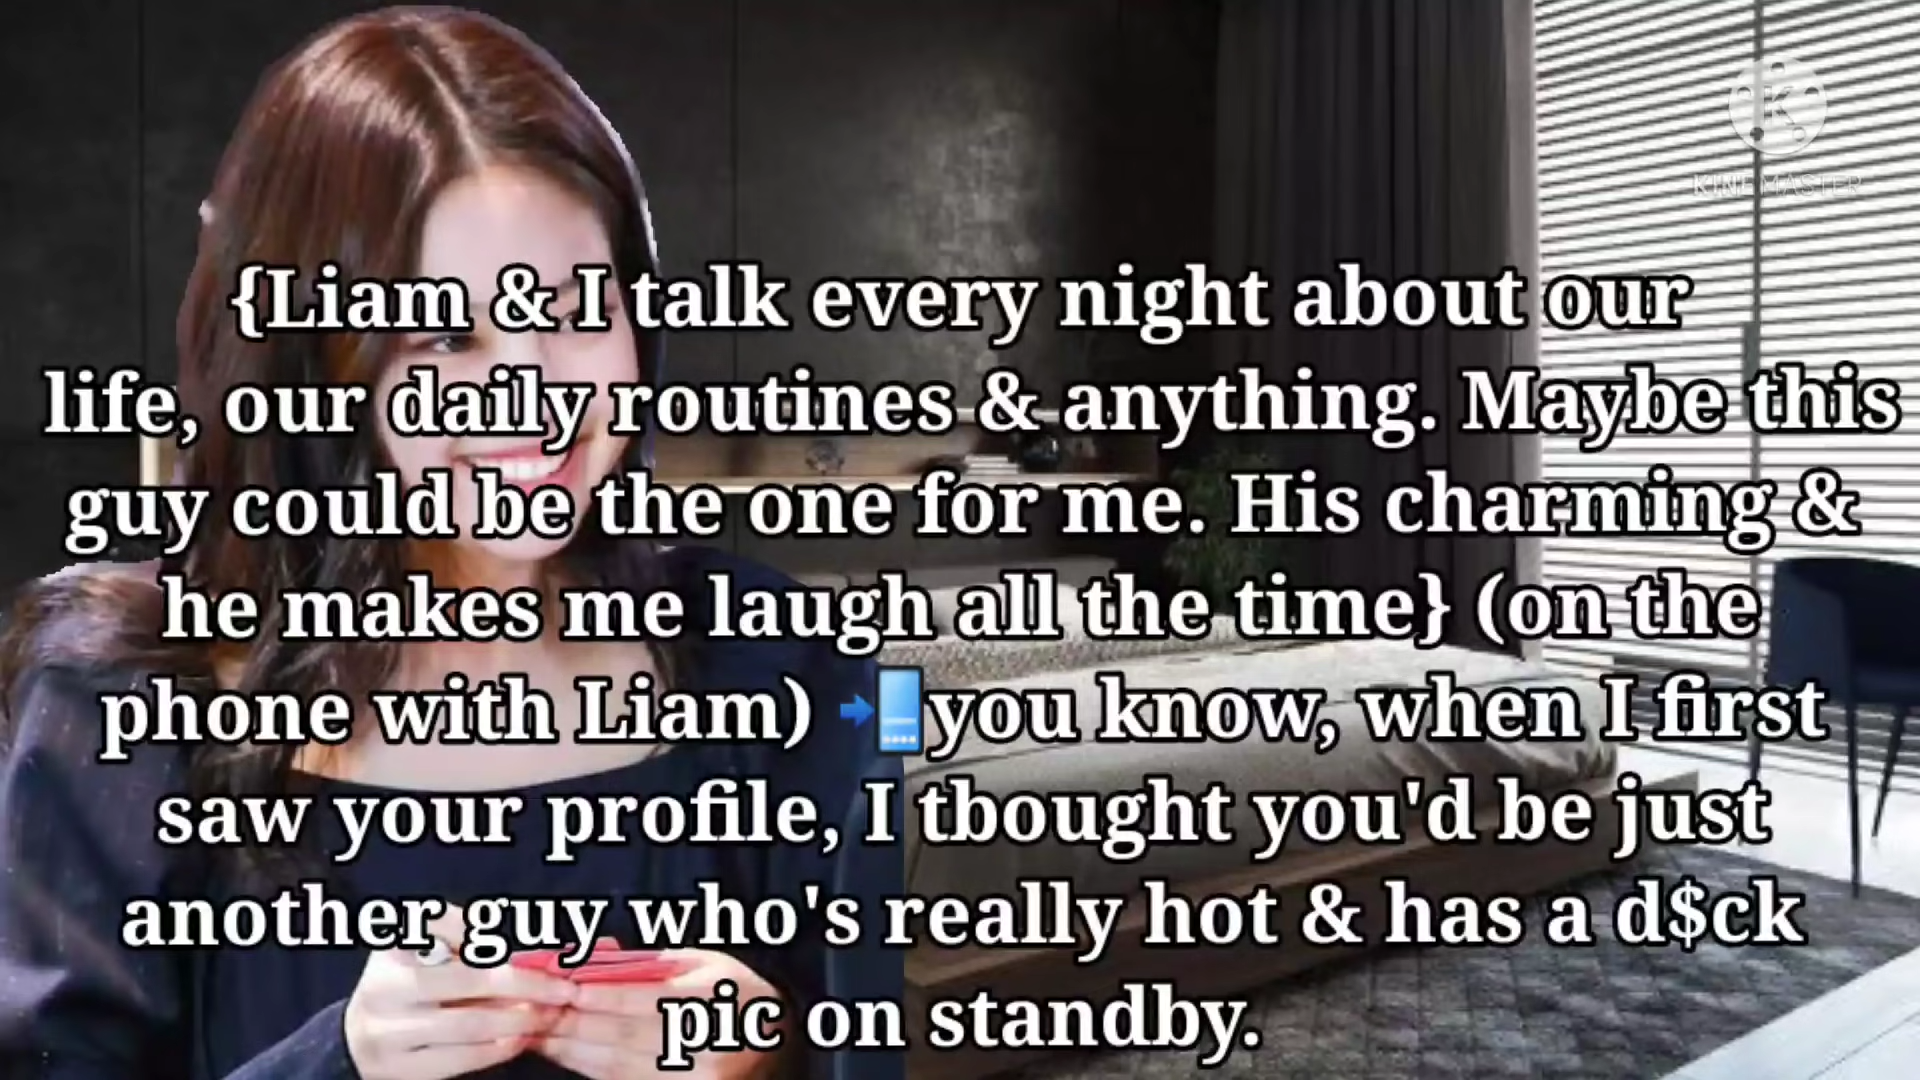 KINEMASTER
{Liam & I talk every night about our
life, our daily routines & anything. Maybe this
guy could be the one for me. His charming &
he makes me laugh all the time} (on the
phone with Liam) 📲you know, when I first
saw your profile, I tbought you'd be just
another guy who's really hot & has a d$ck
pic on standby.